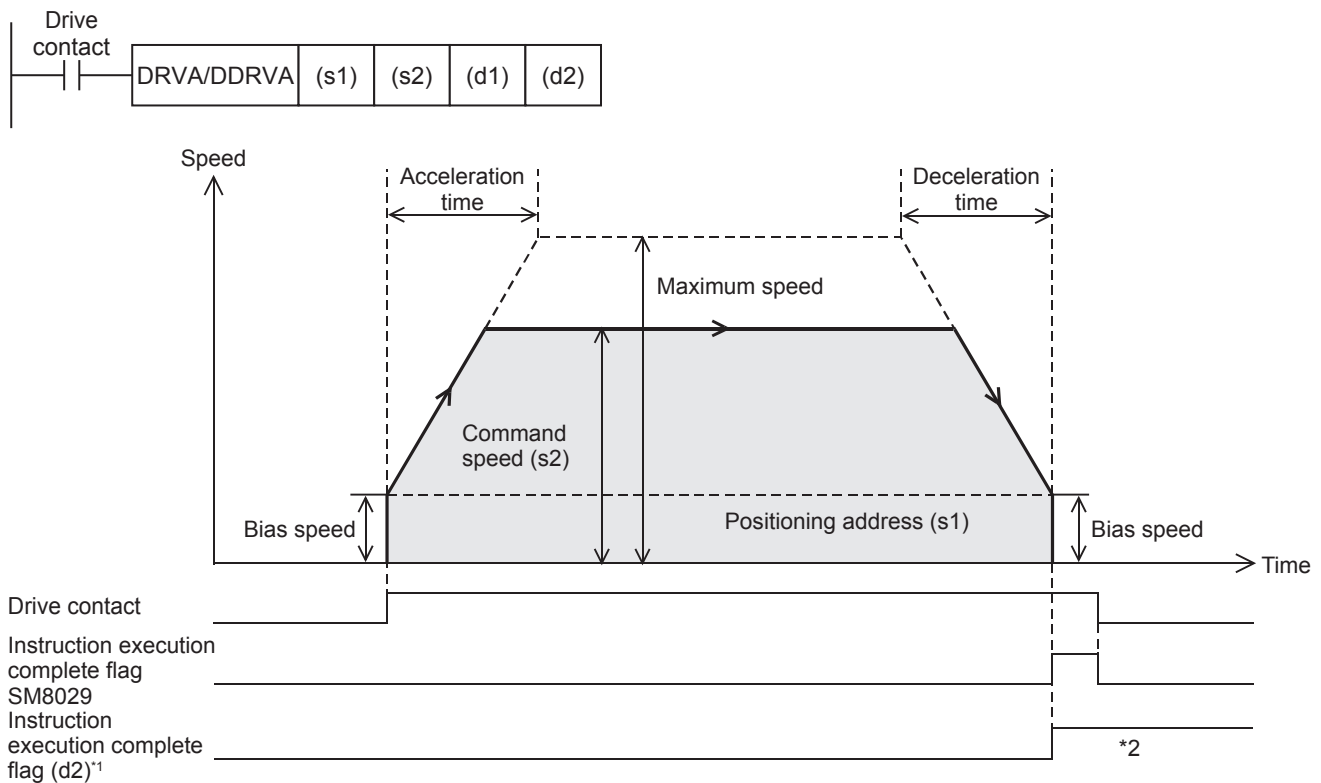 Drive
contact
DRVA/DDRVA (s1) (s2) (d1) (d2)
Speed
Acceleration
time
Deceleration
time
Maximum speed
Command
speed (s2)
Bias speed
Positioning address (s1)
Bias speed
Time
Drive contact
Instruction execution
complete flag
SM8029
Instruction
execution complete
flag (d2)*1
*2